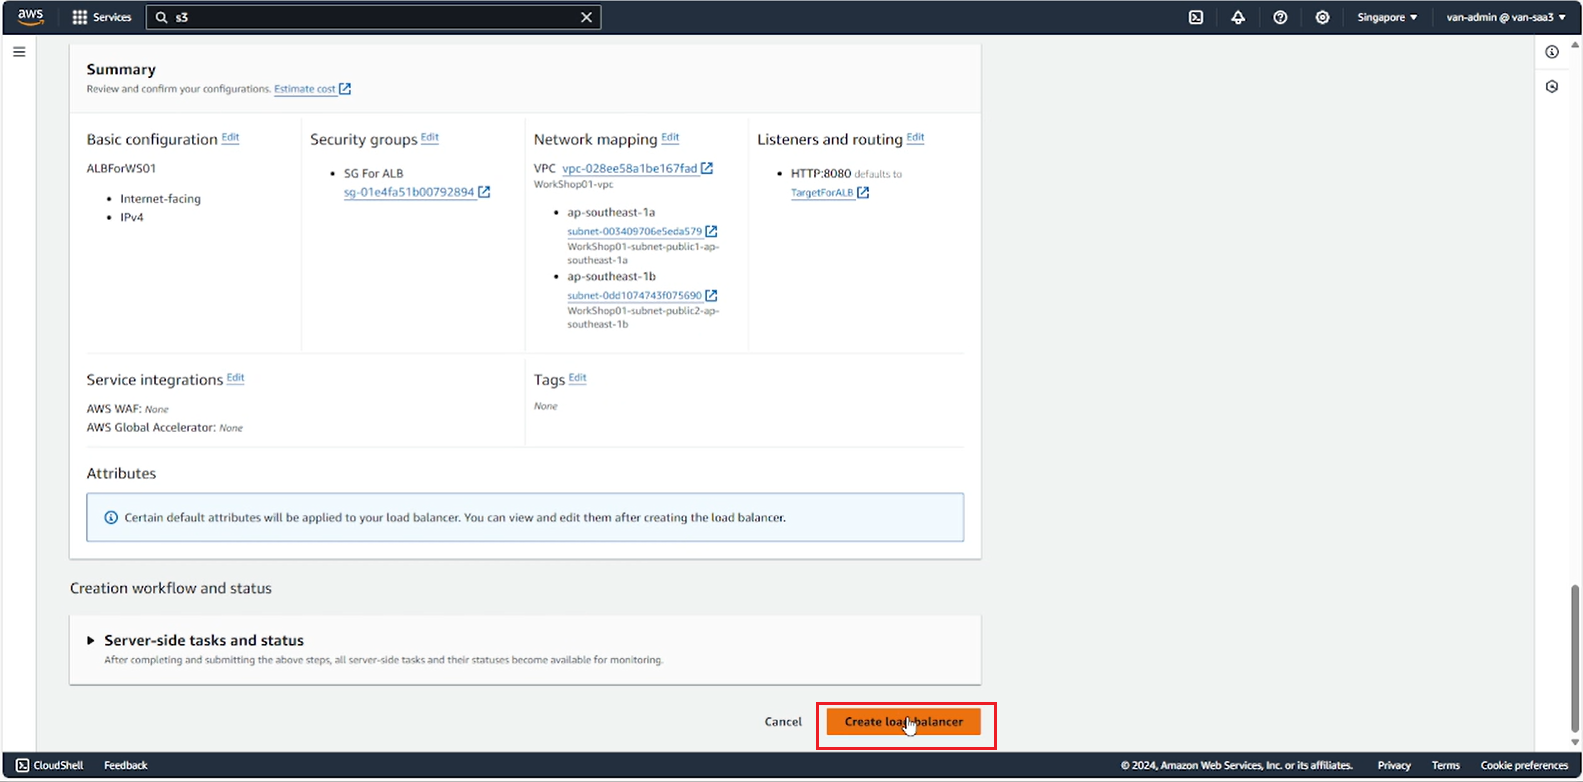 aws
Services
s3
Singapore
van-admin @ van-saa3
Summary
Review and confirm your configurations. Estimate cost
Basic configuration Edit
ALBForWS01
Internet-facing
IPv4
Security groups Edit
SG For ALB
sg-01e4fa51b00792894
Network mapping Edit
VPC vpc-028ee58a1be167fad
WorkShop01-vpc
ap-southeast-1a
subnet-003409706e5eda579
WorkShop01-subnet-public1-ap-
southeast-1a
ap-southeast-1b
subnet-0dd1074743f075690
WorkShop01-subnet-public2-ap-
southeast-1b
Listeners and routing Edit
HTTP:8080 defaults to
TargetForALB
Service integrations Edit
AWS WAF: None
AWS Global Accelerator: None
Tags Edit
None
Attributes
Certain default attributes will be applied to your load balancer. You can view and edit them after creating the load balancer.
Creation workflow and status
Server-side tasks and status
After completing and submitting the above steps, all server-side tasks and their statuses become available for monitoring.
Cancel
Create load balancer
CloudShell
Feedback
© 2024, Amazon Web Services, Inc. or its affiliates.
Privacy
Terms
Cookie preferences